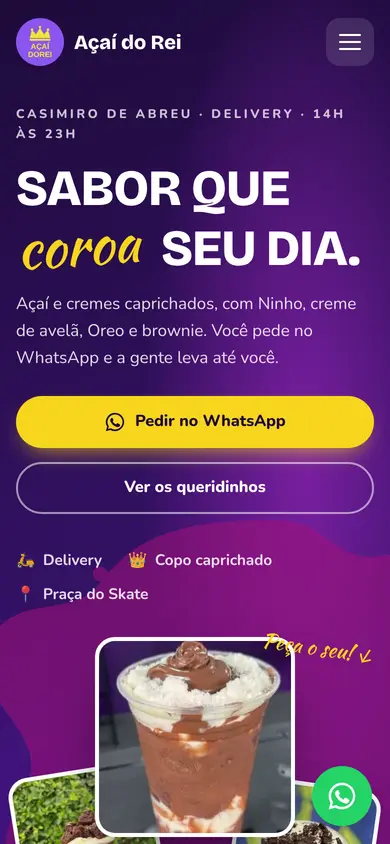 AÇAÍ
DOREI
Açaí do Rei
CASIMIRO DE ABREU · DELIVERY · 14H
ÀS 23H
SABOR QUE
coroa SEU DIA.
Açaí e cremes caprichados, com Ninho, creme
de avelã, Oreo e brownie. Você pede no
WhatsApp e a gente leva até você.
Pedir no WhatsApp
Ver os queridinhos
Delivery
Copo caprichado
Praça do Skate
Peça o seu!